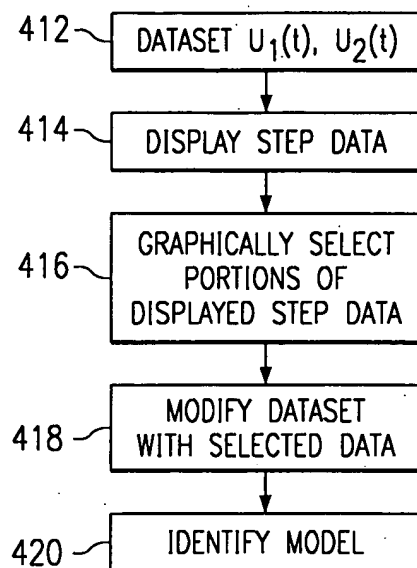 412
DATASET U1(t), U2(t)
414
DISPLAY STEP DATA
416
GRAPHICALLY SELECT
PORTIONS OF
DISPLAYED STEP DATA
418
MODIFY DATASET
WITH SELECTED DATA
420
IDENTIFY MODEL